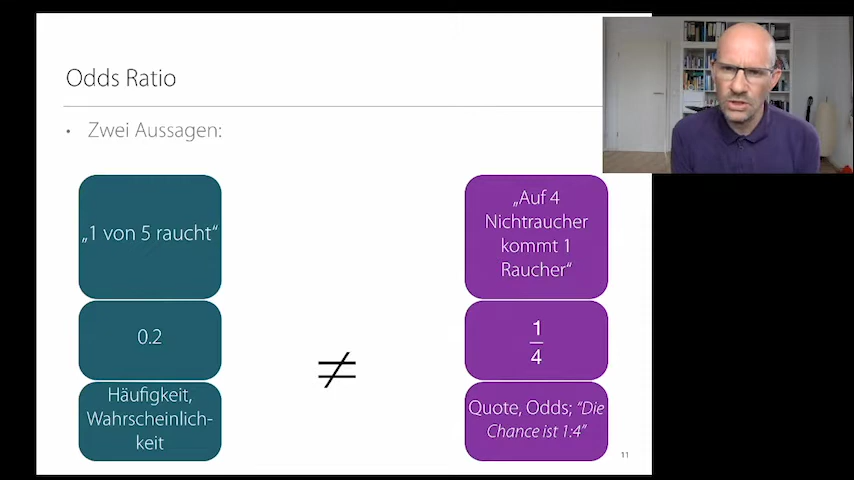 Odds Ratio
• Zwei Aussagen:
„1 von 5 raucht“
0.2
Häufigkeit,
Wahrscheinlich-
keit
≠
„Auf 4
Nichtraucher
kommt 1
Raucher“
1
4
Quote, Odds; “Die
Chance ist 1:4”
11